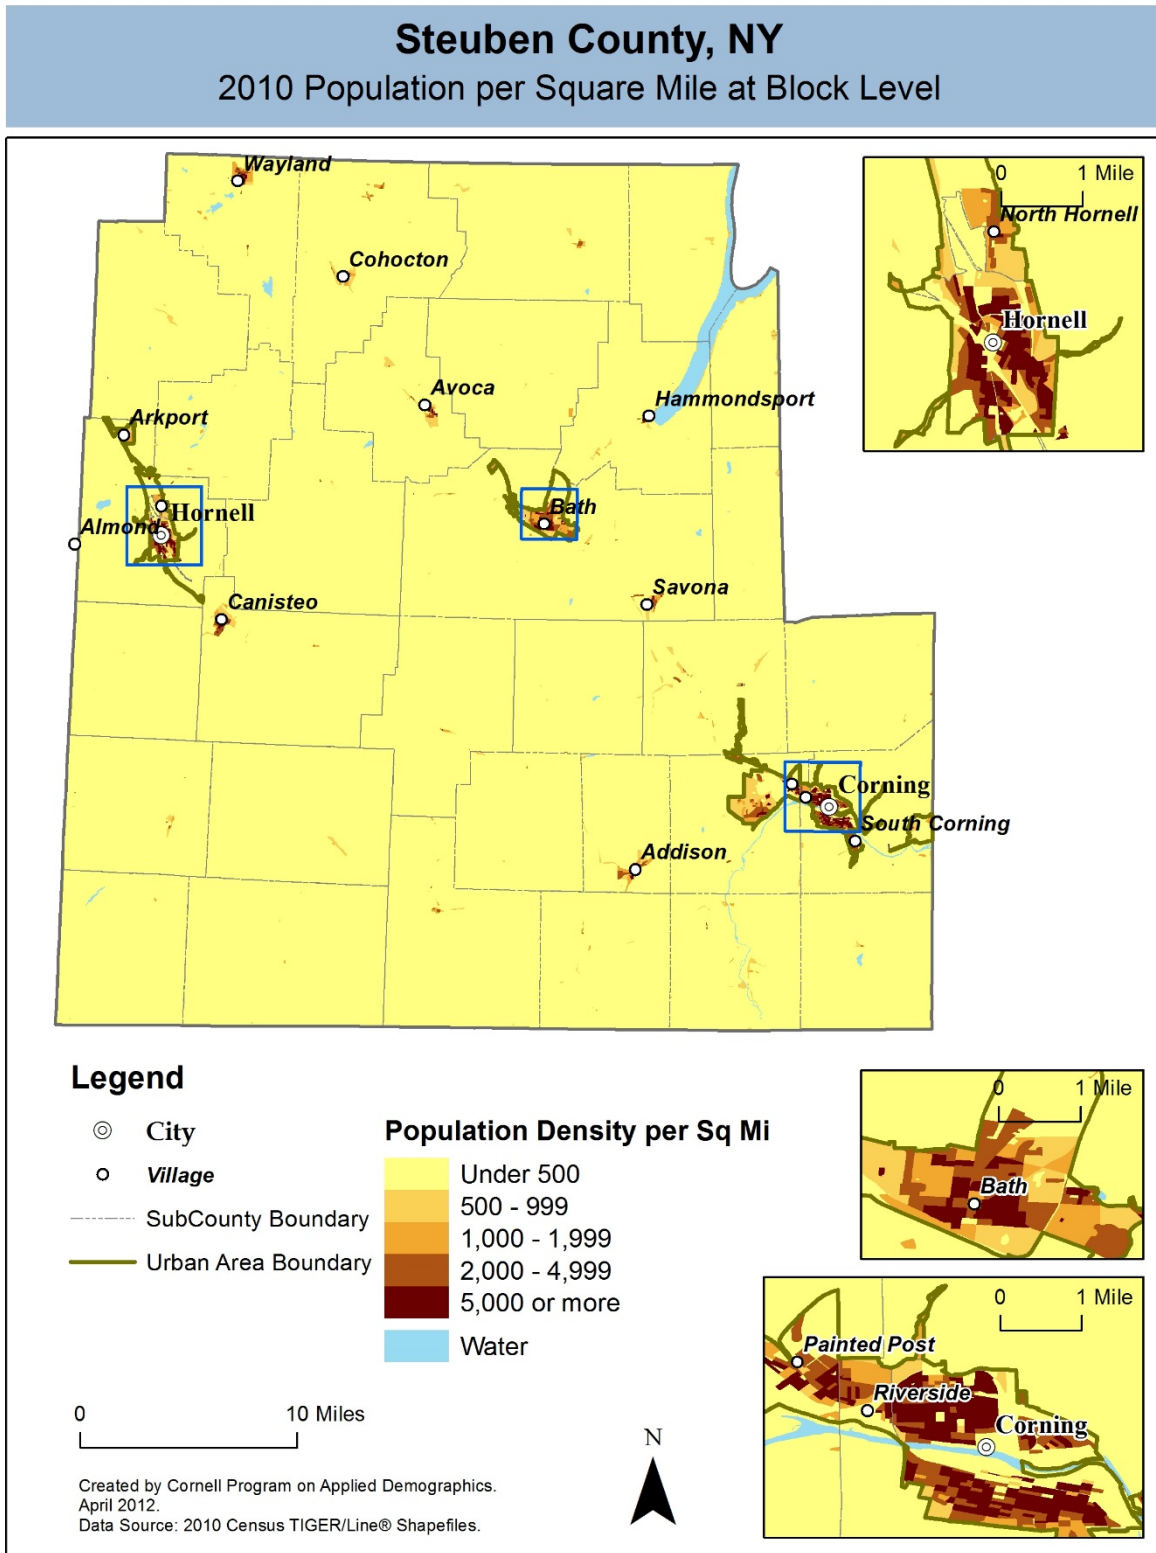 Steuben County, NY
2010 Population per Square Mile at Block Level
Wayland
Cohocton
Avoca
Hammondsport
Arkport
Hornell
Almond
Bath
Canisteo
Savona
Corning
South Corning
Addison
0 1 Mile
North Hornell
Hornell
Legend
City
Village
SubCounty Boundary
Urban Area Boundary
Population Density per Sq Mi
Under 500
500 - 999
1,000 - 1,999
2,000 - 4,999
5,000 or more
Water
0 1 Mile
Bath
0 1 Mile
Painted Post
Riverside
Corning
0 10 Miles
N
Created by Cornell Program on Applied Demographics.
April 2012.
Data Source: 2010 Census TIGER/Line® Shapefiles.